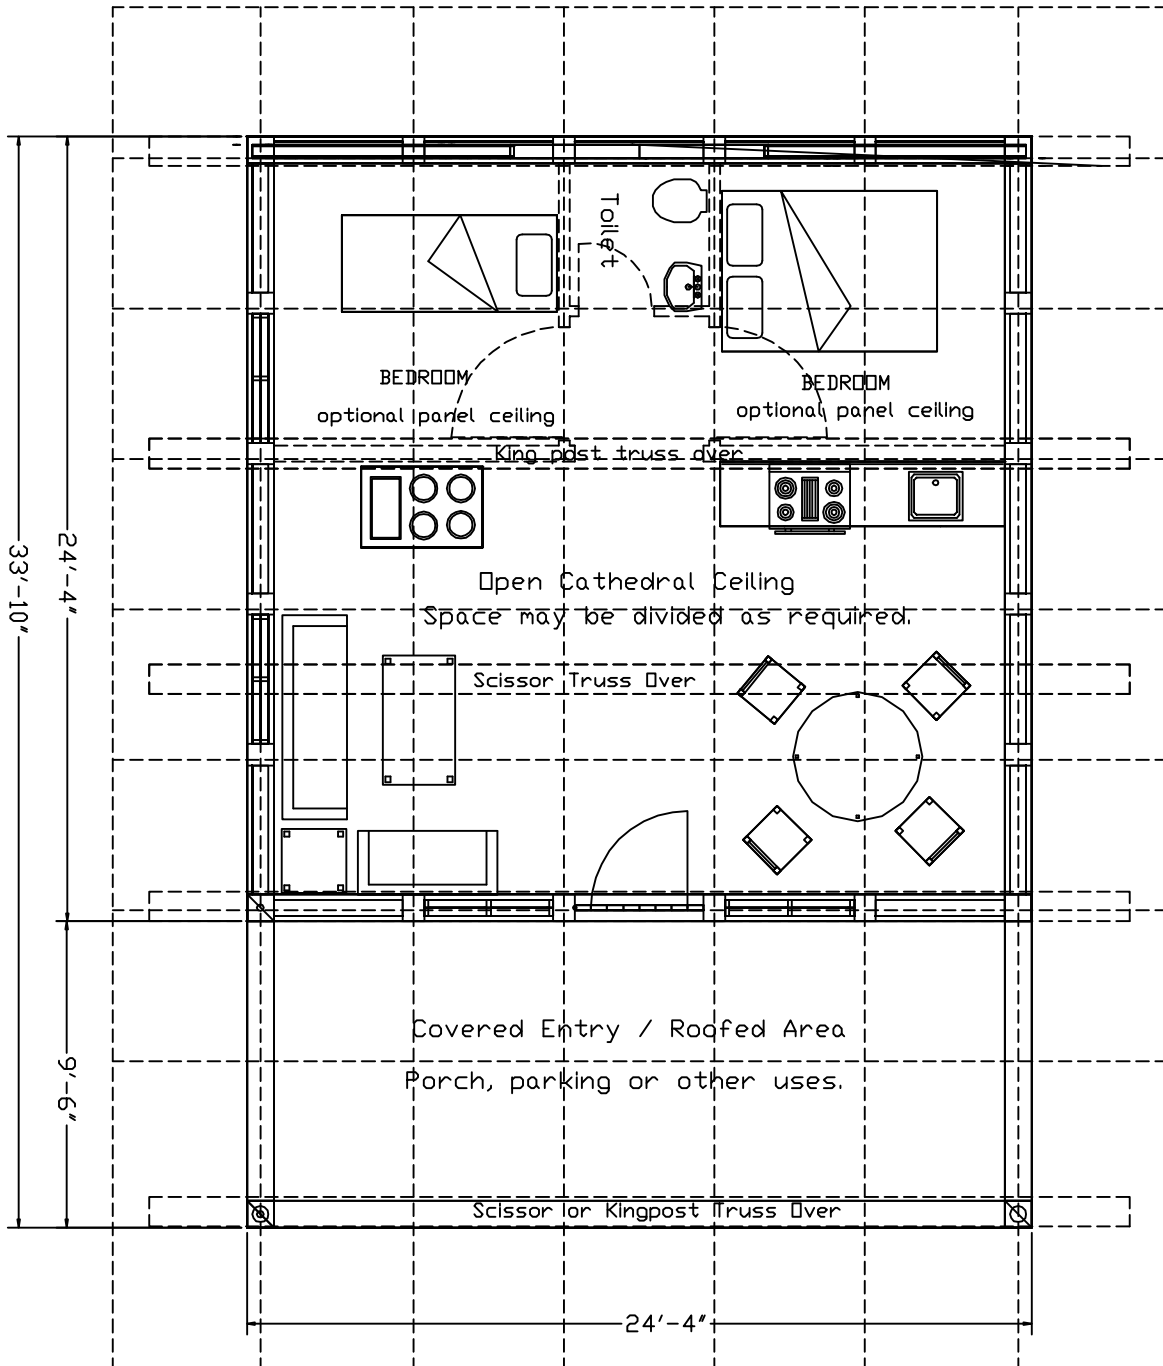 Toilet
BEDROOM
optional panel ceiling
BEDROOM
optional panel ceiling
King post truss over
33'-10"
24'-4"
Open Cathedral Ceiling
Space may be divided as required.
Scissor Truss Over
Covered Entry / Roofed Area
Porch, parking or other uses.
9'-6"
Scissor or Kingpost Truss Over
24'-4"